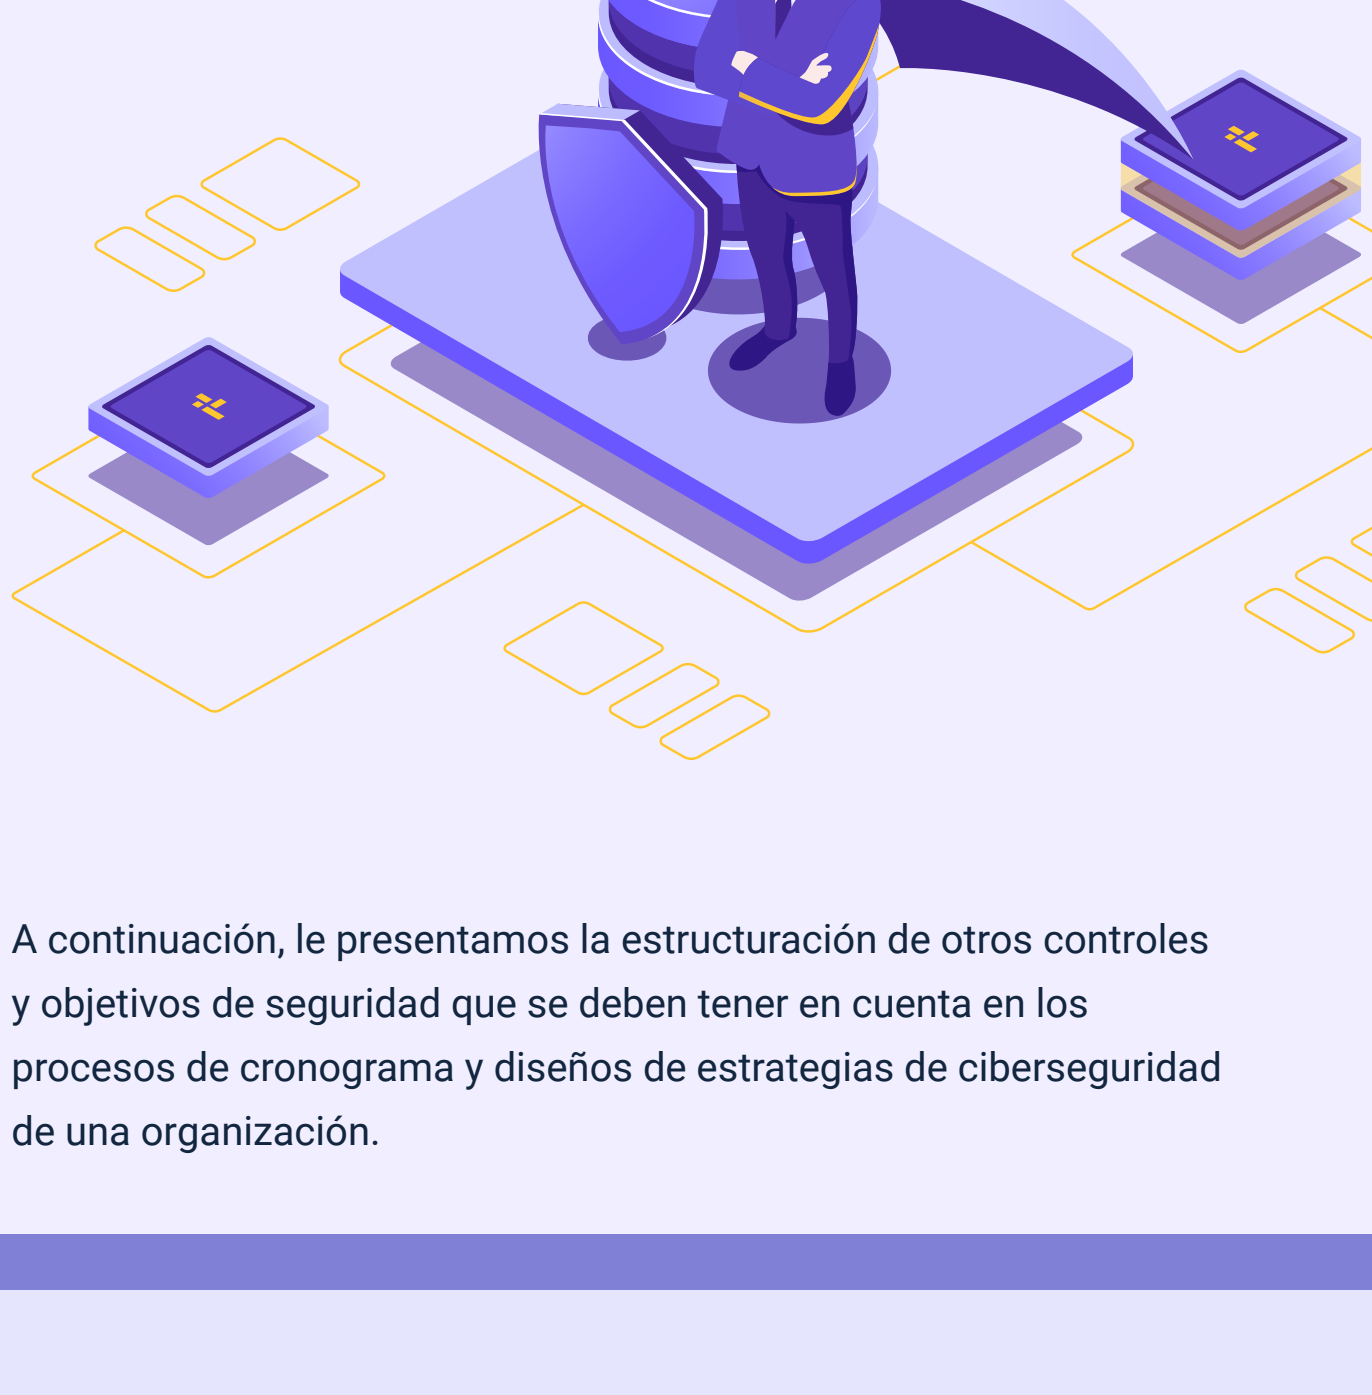 A continuación, le presentamos la estructuración de otros controles
y objetivos de seguridad que se deben tener en cuenta en los
procesos de cronograma y diseños de estrategias de ciberseguridad
de una organización.